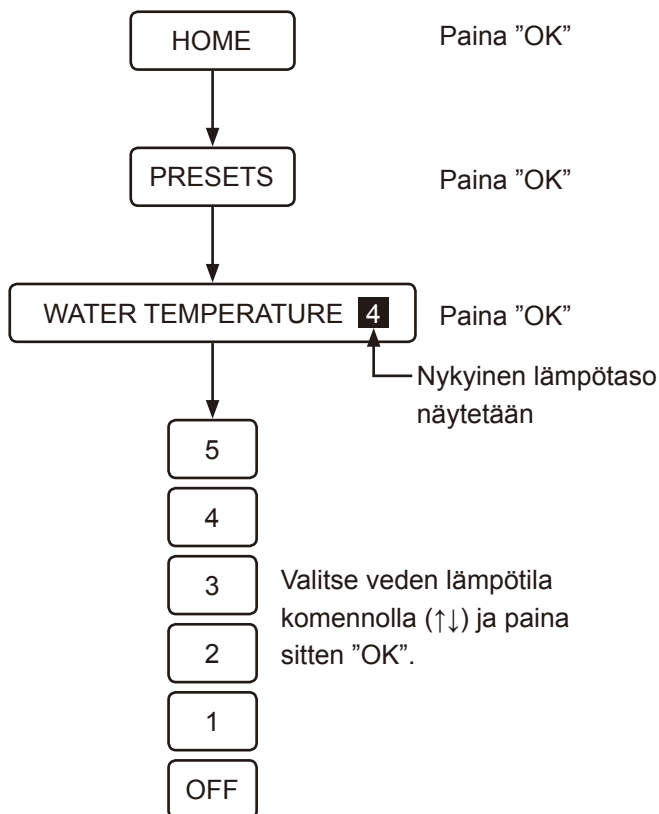 HOME
Paina ”OK”
PRESETS
Paina ”OK”
WATER TEMPERATURE 4
Paina ”OK”
Nykyinen lämpötaso
näytetään
5
4
3
2
1
OFF
Valitse veden lämpötila
komennolla (↑↓) ja paina
sitten ”OK”.